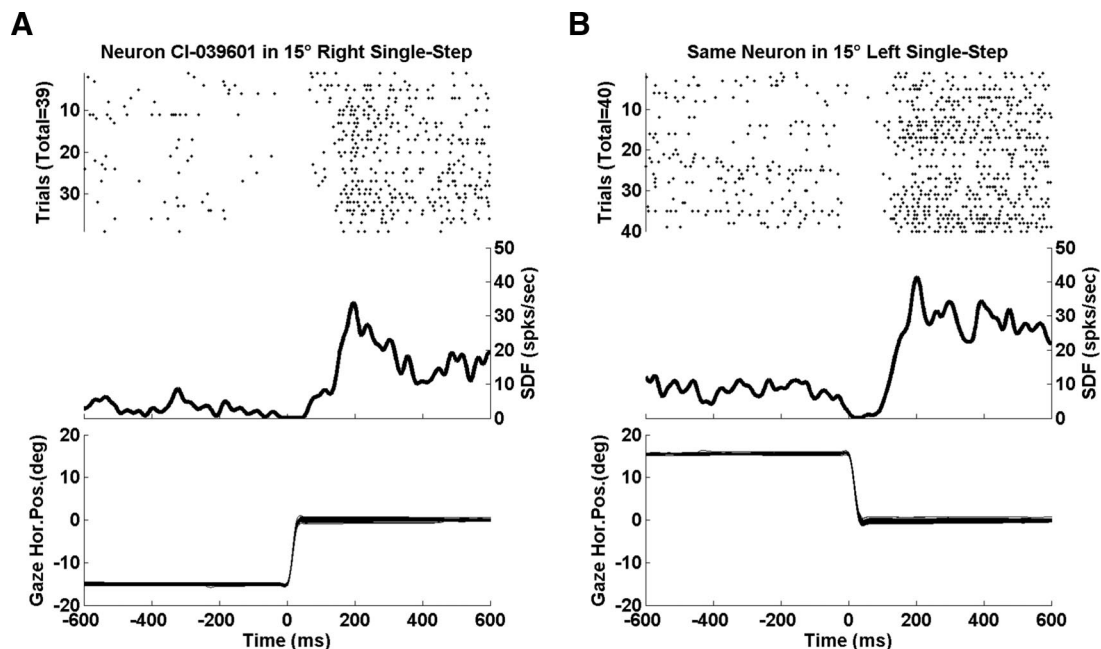 A
Neuron CI-039601 in 15° Right Single-Step
Trials (Total=39)
10
20
30
50
40
30
20
10
0
SDF (spks/sec)
20
10
0
-10
-20
Gaze Hor.Pos.(deg)
-600 -400 -200 0 200 400 600
Time (ms)
B
Same Neuron in 15° Left Single-Step
Trials (Total=40)
10
20
30
40
50
40
30
20
10
0
SDF (spks/sec)
20
10
0
-10
-20
Gaze Hor.Pos.(deg)
-600 -400 -200 0 200 400 600
Time (ms)